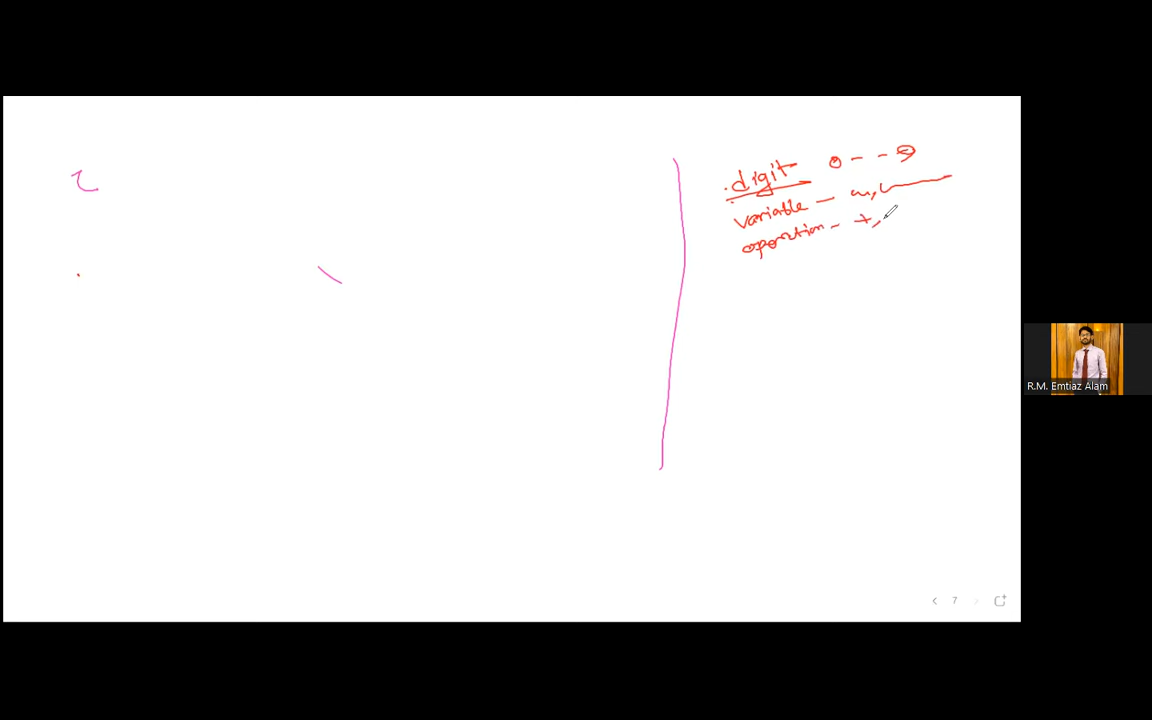 digit 0 - - 9
variable -
operation - +,
7
R.M. Emtiaz Alam